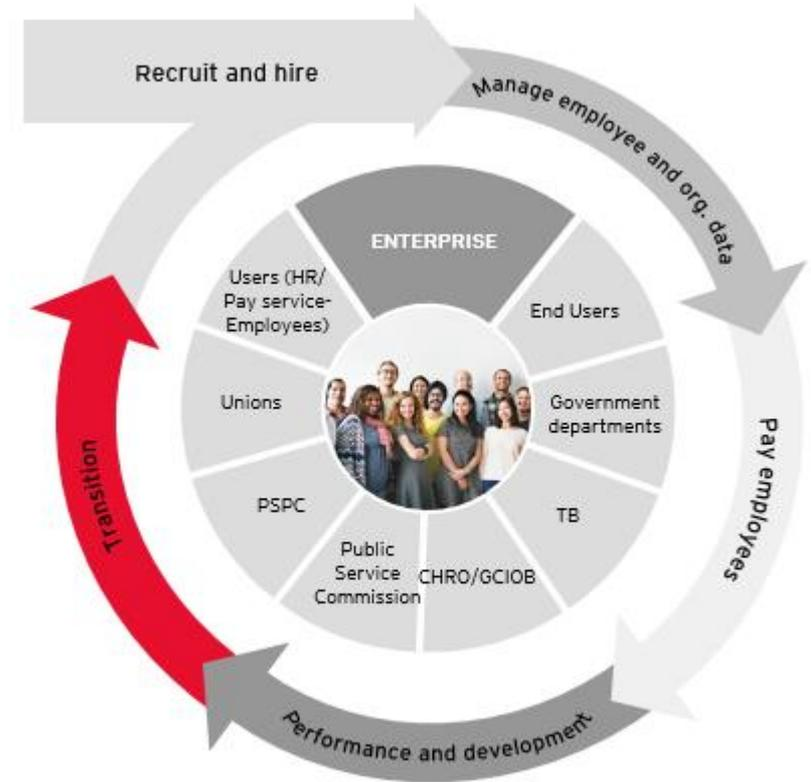 Recruit and hire
Manage employee and org. data
Pay employees
Performance and development
Transition
ENTERPRISE
End Users
Government
departments
TB
CHRO/GCIOB
Public
Service
Commission
PSPC
Unions
Users (HR/
Pay service-
Employees)